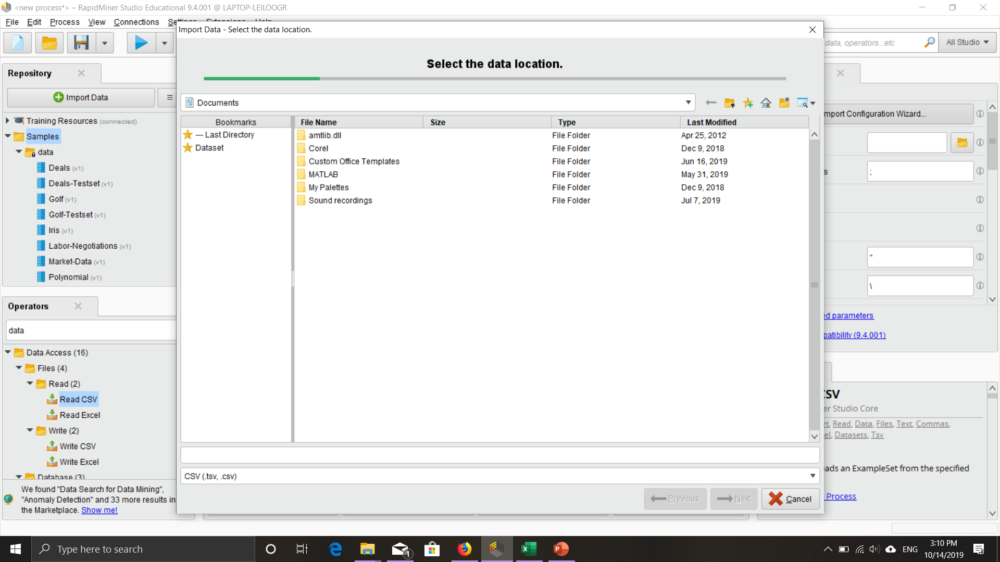 <new process*> – RapidMiner Studio Educational 9.4.001 @ LAPTOP-LEILOOGR
File Edit Process View Connections
Import Data - Select the data location.
data, operators...etc
All Studio
Select the data location.
Repository
Import Data
Documents
mport Configuration Wizard...
Bookmarks
File Name Size Type Last Modified
Training Resources (connected)
Samples
data
Deals (v1)
Deals-Testset (v1)
Golf (v1)
Golf-Testset (v1)
Iris (v1)
Labor-Negotiations (v1)
Market-Data (v1)
Polynomial (v1)
--- Last Directory
Dataset
amtlib.dll File Folder Apr 25, 2012
Corel File Folder Dec 9, 2018
Custom Office Templates File Folder Jun 16, 2019
MATLAB File Folder May 31, 2019
My Palettes File Folder Dec 9, 2018
Sound recordings File Folder Jul 7, 2019
s ;
"
\
ed parameters
patibility (9.4.001)
Operators
data
Data Access (16)
Files (4)
Read (2)
Read CSV
Read Excel
Write (2)
Write CSV
Write Excel
Database (3)
We found "Data Search for Data Mining",
"Anomaly Detection" and 33 more results in
the Marketplace. Show me!
CSV (.tsv, .csv)
Previous Next Cancel
CSV
er Studio Core
rt, Read, Data, Files, Text, Commas,
el, Datasets, Tsv
ads an ExampleSet from the specified
Process
Type here to search
1
ENG
3:10 PM
10/14/2019